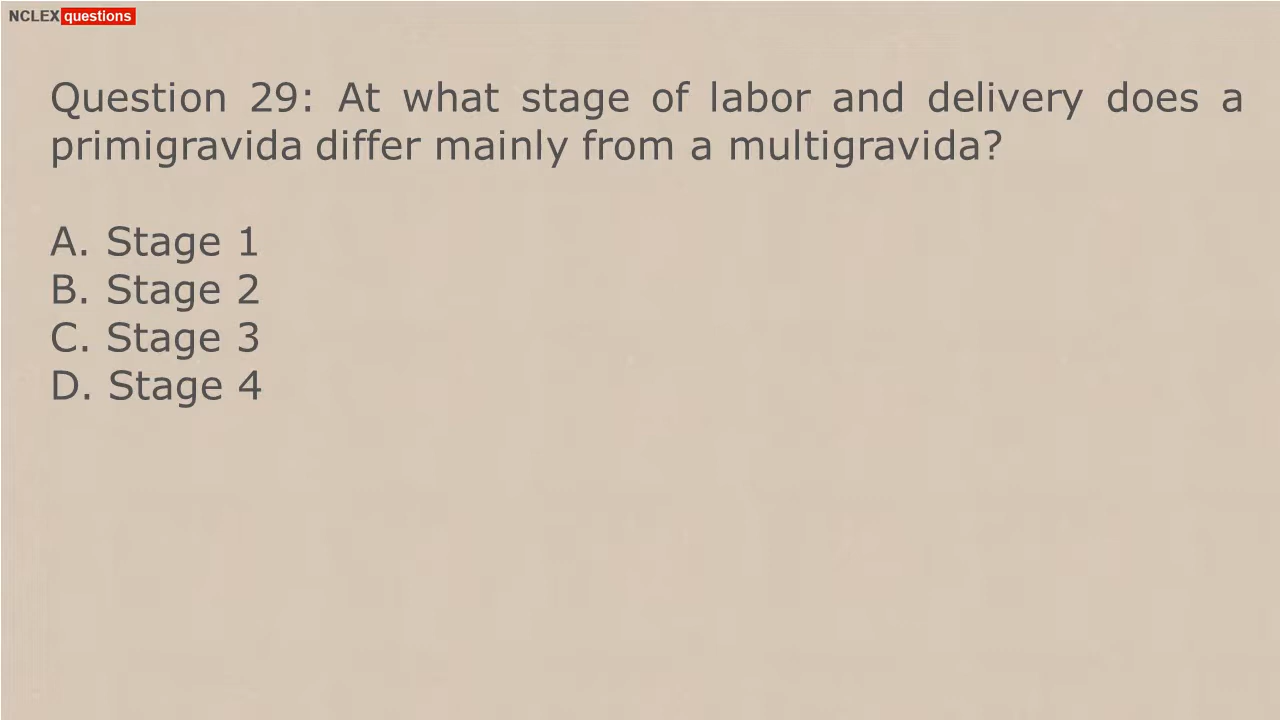 NCLEX questions
Question 29: At what stage of labor and delivery does a
primigravida differ mainly from a multigravida?
A. Stage 1
B. Stage 2
C. Stage 3
D. Stage 4